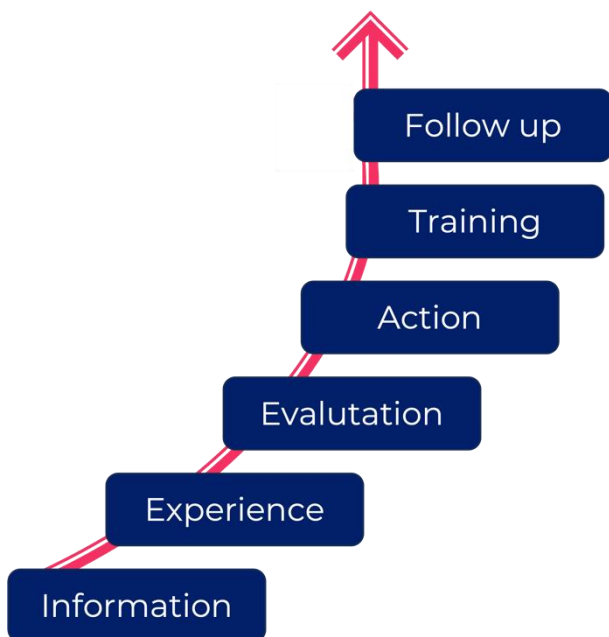 Follow up
Training
Action
Evalutation
Experience
Information